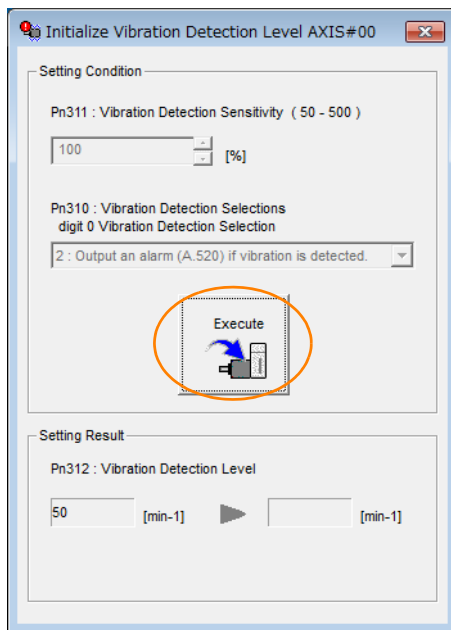 Initialize Vibration Detection Level AXIS#00
Setting Condition
Pn311 : Vibration Detection Sensitivity ( 50 - 500 )
100
[%]
Pn310 : Vibration Detection Selections
digit 0 Vibration Detection Selection
2 : Output an alarm (A.520) if vibration is detected.
Execute
Setting Result
Pn312 : Vibration Detection Level
50 [min-1] [min-1]